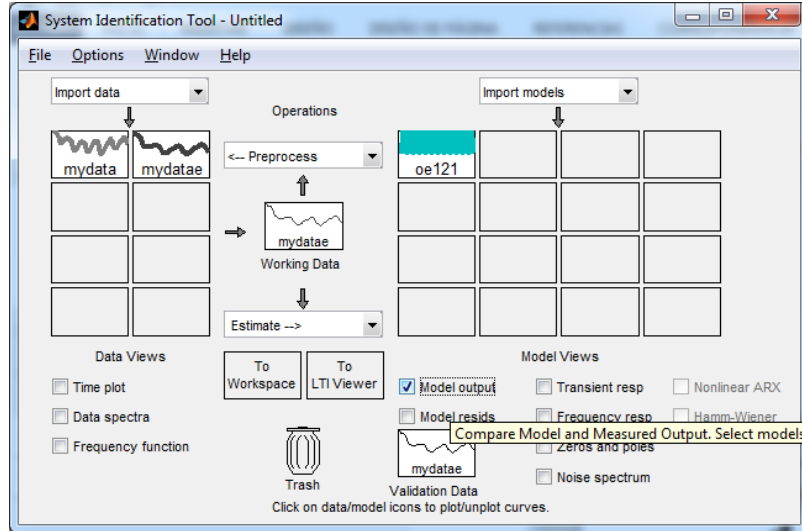 System Identification Tool - Untitled
File Options Window Help
Import data
Import models
Operations
mydata
mydatae
<-- Preprocess
oe121
mydatae
Working Data
Estimate -->
Data Views
Time plot
Data spectra
Frequency function
To Workspace
To LTI Viewer
Model Views
Model output
Transient resp
Nonlinear ARX
Model resids
Frequency resp
Hamm-Wiener
Compare Model and Measured Output. Select models
Zeros and poles
mydatae
Noise spectrum
Trash
Validation Data
Click on data/model icons to plot/unplot curves.